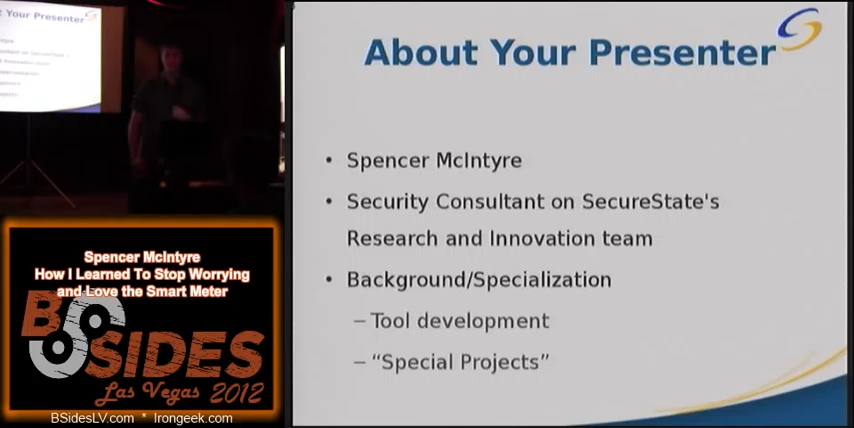 About Your Presenter
• Spencer McIntyre
• Security Consultant on SecureState's
Research and Innovation team
• Background/Specialization
– Tool development
– “Special Projects”
t Your Presenter
Spencer McIntyre
How I Learned To Stop Worrying
and Love the Smart Meter
BSIDES
Las Vegas 2012
BSidesLV.com * Irongeek.com